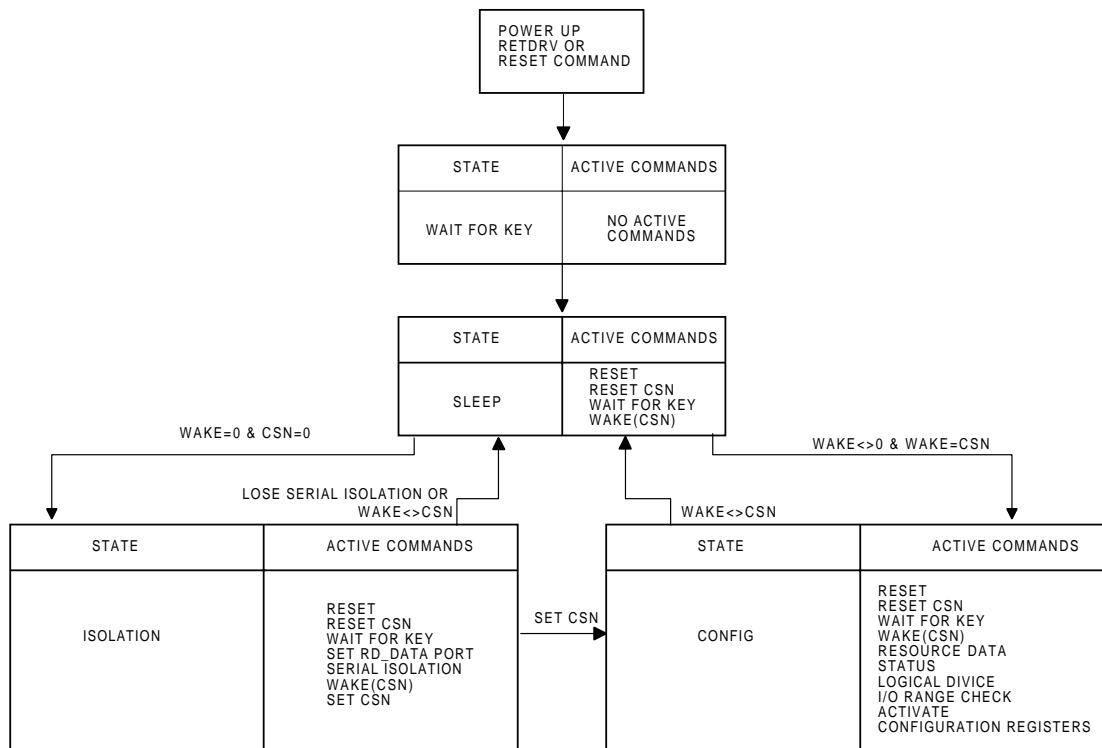 POWER UP
RETDRV OR
RESET COMMAND
STATE
ACTIVE COMMANDS
WAIT FOR KEY
NO ACTIVE
COMMANDS
STATE
ACTIVE COMMANDS
SLEEP
RESET
RESET CSN
WAIT FOR KEY
WAKE(CSN)
WAKE=0 & CSN=0
WAKE<>0 & WAKE=CSN
LOSE SERIAL ISOLATION OR
WAKE<>CSN
WAKE<>CSN
STATE
ACTIVE COMMANDS
ISOLATION
RESET
RESET CSN
WAIT FOR KEY
SET RD_DATA PORT
SERIAL ISOLATION
WAKE(CSN)
SET CSN
SET CSN
STATE
ACTIVE COMMANDS
CONFIG
RESET
RESET CSN
WAIT FOR KEY
WAKE(CSN)
RESOURCE DATA
STATUS
LOGICAL DIVICE
I/O RANGE CHECK
ACTIVATE
CONFIGURATION REGISTERS